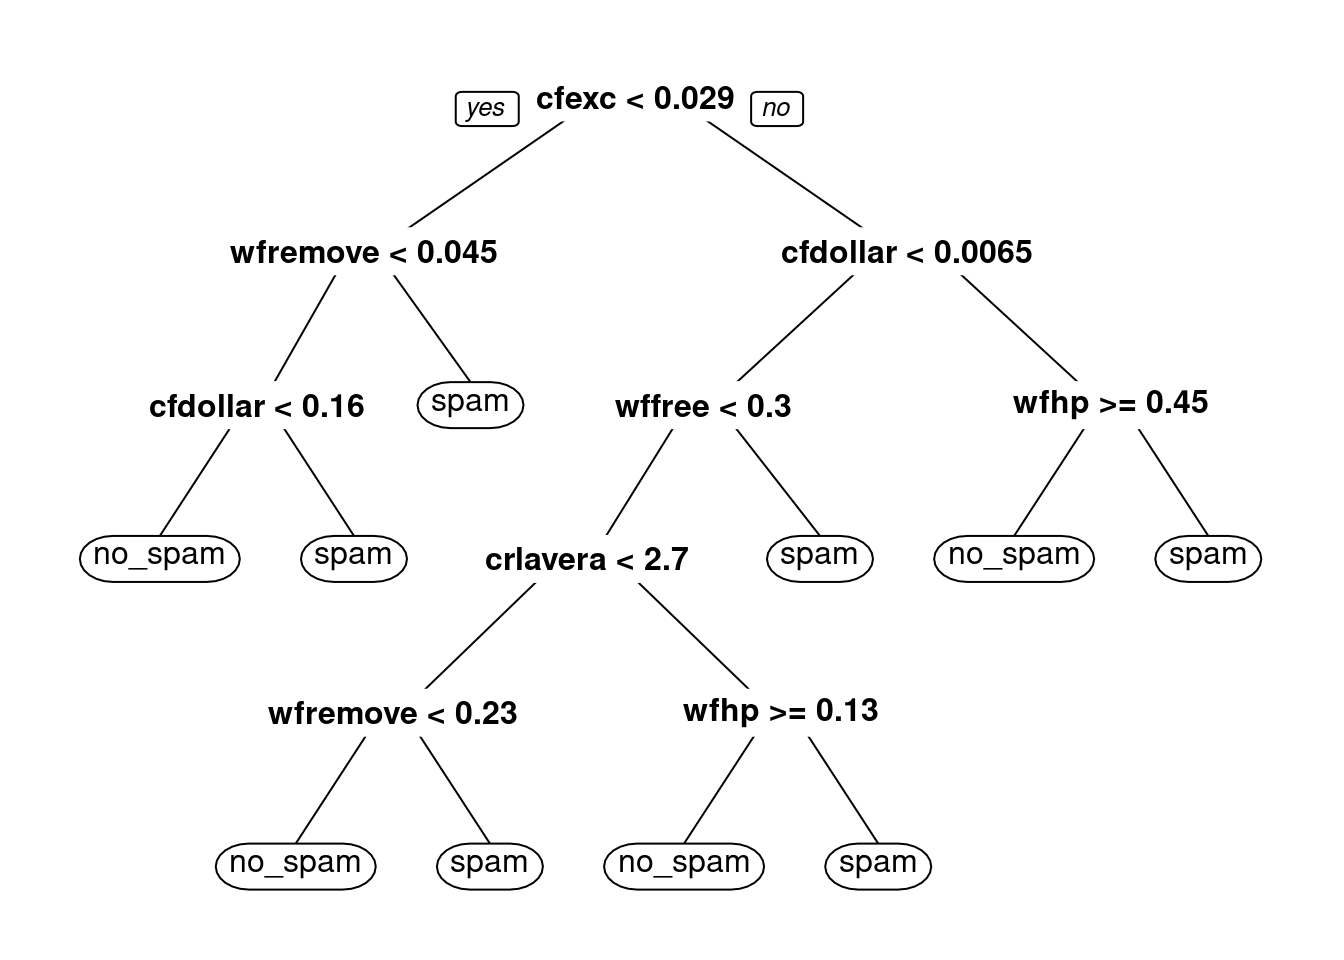 yes cfexc < 0.029 no
wfremove < 0.045 cfdollar < 0.0065
cfdollar < 0.16 spam wffree < 0.3 wfhp >= 0.45
no_spam spam crlavera < 2.7 spam no_spam spam
wfremove < 0.23 wfhp >= 0.13
no_spam spam no_spam spam